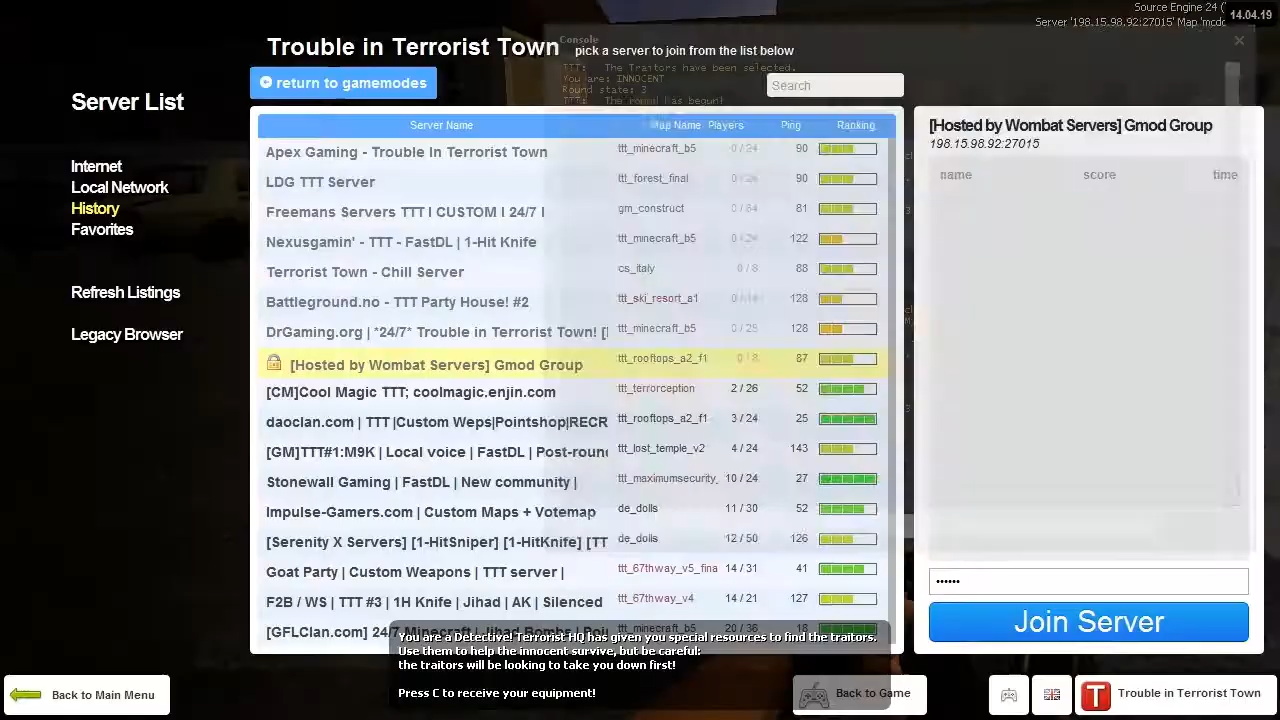 Source Engine 24 (
14.04.19
Server '198.15.98.92:27015' Map 'mcdo
Trouble in Terrorist Town
pick a server to join from the list below
Console
TTT: The Traitors have been selected.
You are: INNOCENT
Round state: 3
TTT: The round has begun!
return to gamemodes
Search
Server List
Internet
Local Network
History
Favorites
Refresh Listings
Legacy Browser
Server Name Map Name Players Ping Ranking
Apex Gaming - Trouble In Terrorist Town ttt_minecraft_b5 0 / 24 90
LDG TTT Server ttt_forest_final 90
Freemans Servers TTT | CUSTOM | 24/7 | gm_construct 0 / 64 81
Nexusgamin' - TTT - FastDL | 1-Hit Knife ttt_minecraft_b5 122
Terrorist Town - Chill Server cs_italy 0 / 8 88
Battleground.no - TTT Party House! #2 ttt_ski_resort_a1 128
DrGaming.org | *24/7* Trouble in Terrorist Town! [ ttt_minecraft_b5 0 / 25 128
[Hosted by Wombat Servers] Gmod Group ttt_rooftops_a2_f1 0 / 8 87
[CM]Cool Magic TTT; coolmagic.enjin.com ttt_terrorception 2 / 26 52
daoclan.com | TTT |Custom Weps|Pointshop|RECR ttt_rooftops_a2_f1 3 / 24 25
[GM]TTT#1:M9K | Local voice | FastDL | Post-roun ttt_lost_temple_v2 4 / 24 143
Stonewall Gaming | FastDL | New community | ttt_maximumsecurity_ 10 / 24 27
Impulse-Gamers.com | Custom Maps + Votemap de_dolls 11 / 30 52
[Serenity X Servers] [1-HitSniper] [1-HitKnife] [TT de_dolls 12 / 50 126
Goat Party | Custom Weapons | TTT server | ttt_67thway_v5_fina 14 / 31 41
F2B / WS | TTT #3 | 1H Knife | Jihad | AK | Silenced ttt_67thway_v4 14 / 21 127
[GFLClan.com] 24/7 Minecraft | Jihad Bombs | Poi ttt_minecraft_b5 20 / 36 18
[Hosted by Wombat Servers] Gmod Group
198.15.98.92:27015
name score time
••••••
Join Server
You are a Detective! Terrorist HQ has given you special resources to find the traitors.
Use them to help the innocent survive, but be careful:
the traitors will be looking to take you down first!
Press C to receive your equipment!
Back to Main Menu
Back to Game
T
Trouble in Terrorist Town